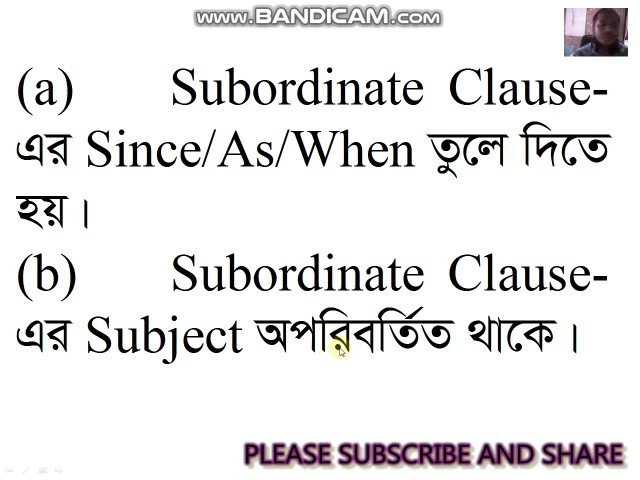 www.BANDICAM.com
(a) Subordinate Clause-
এর Since/As/When তুলে দিতে
হয়।
(b) Subordinate Clause-
এর Subject অপরিবর্তিত থাকে।
PLEASE SUBSCRIBE AND SHARE